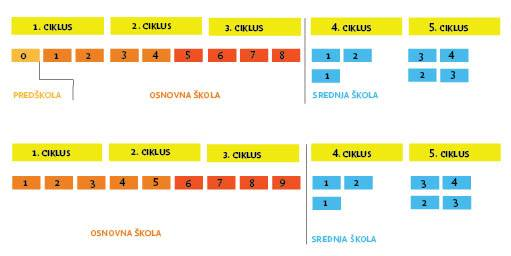 1. CIKLUS 2. CIKLUS 3. CIKLUS 4. CIKLUS 5. CIKLUS
0 1 2 3 4 5 6 7 8 1 2 3 4
1 2 3
PREDŠKOLA OSNOVNA ŠKOLA SREDNJA ŠKOLA
1. CIKLUS 2. CIKLUS 3. CIKLUS 4. CIKLUS 5. CIKLUS
1 2 3 4 5 6 7 8 9 1 2 3 4
1 2 3
OSNOVNA ŠKOLA
SREDNJA ŠKOLA